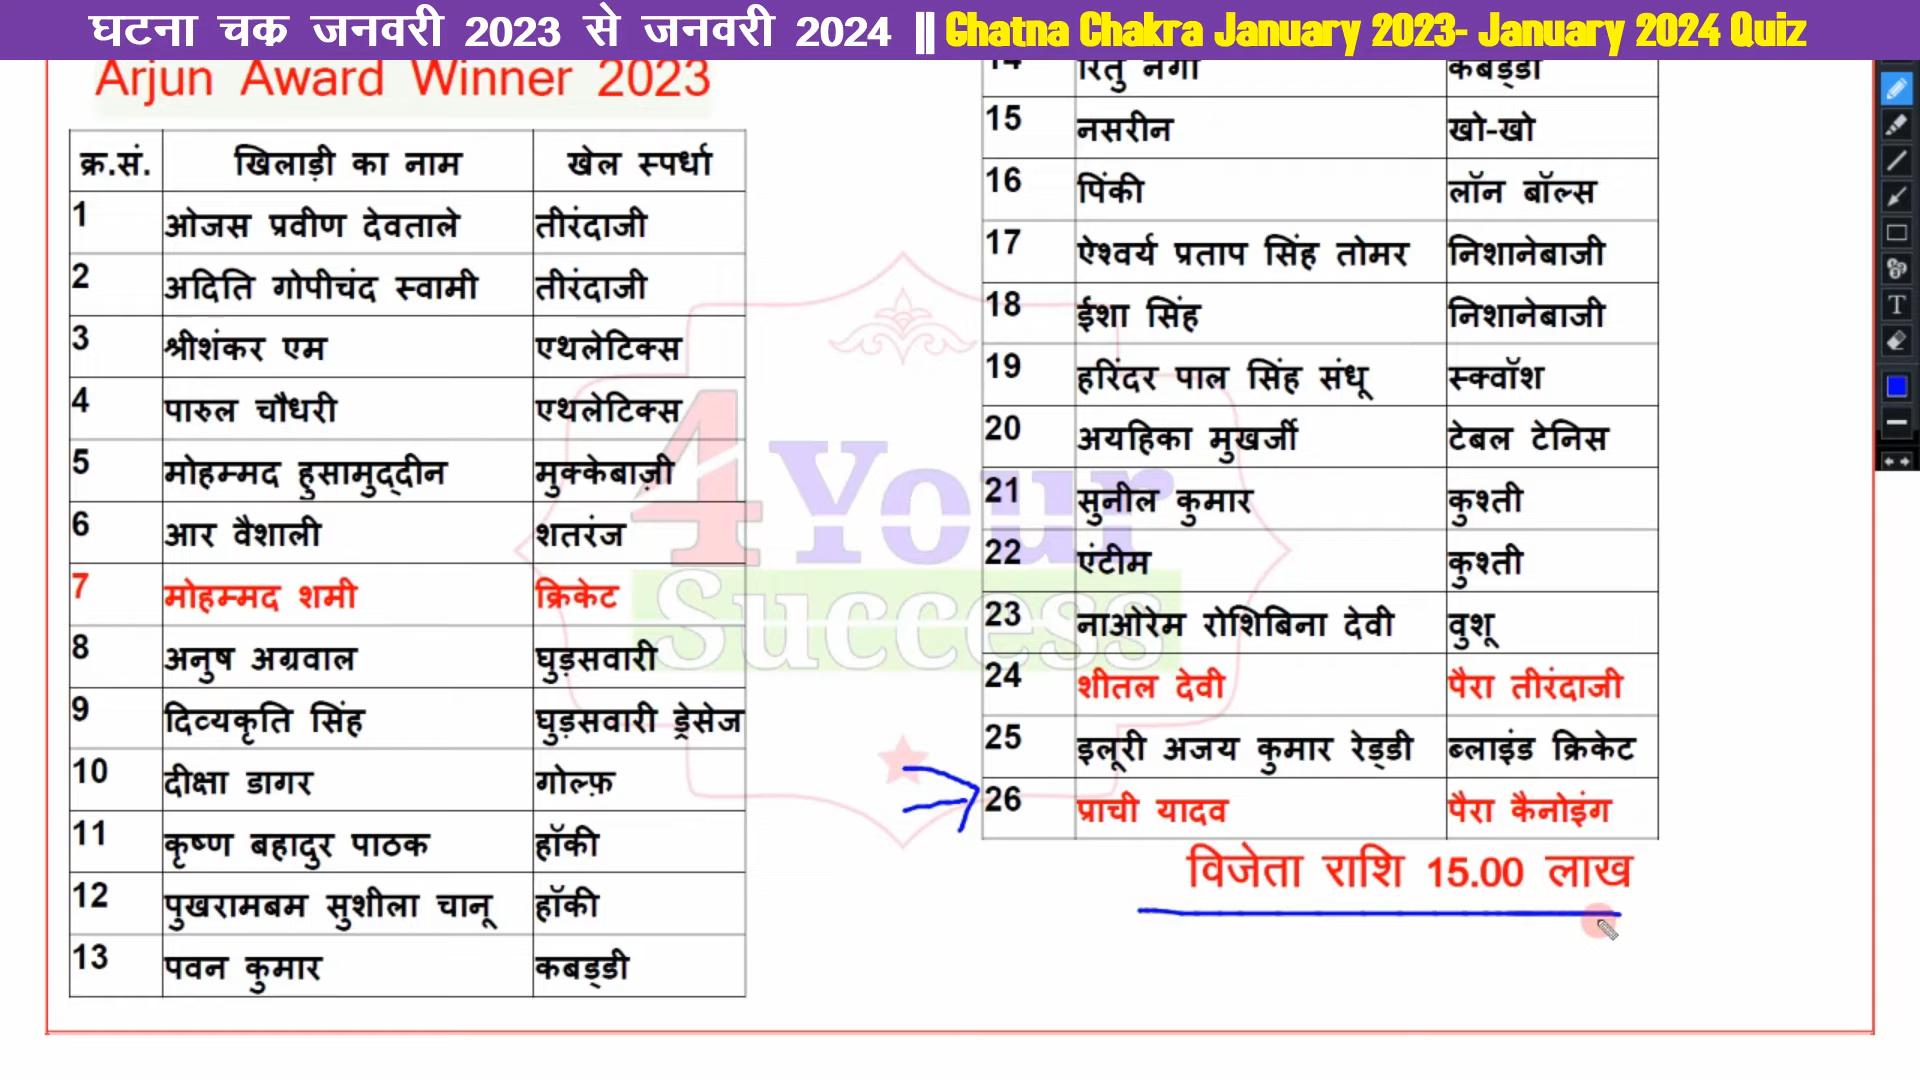 घटना चक्र जनवरी 2023 से जनवरी 2024 || Ghatna Chakra January 2023- January 2024 Quiz
Arjun Award Winner 2023
क्र.सं. खिलाड़ी का नाम खेल स्पर्धा
1 ओजस प्रवीण देवताले तीरंदाजी
2 अदिति गोपीचंद स्वामी तीरंदाजी
3 श्रीशंकर एम एथलेटिक्स
4 पारुल चौधरी एथलेटिक्स
5 मोहम्मद हुसामुद्दीन मुक्केबाज़ी
6 आर वैशाली शतरंज
7 मोहम्मद शमी क्रिकेट
8 अनुष अग्रवाल घुड़सवारी
9 दिव्यकृति सिंह घुड़सवारी ड्रेसेज
10 दीक्षा डागर गोल्फ़
11 कृष्ण बहादुर पाठक हॉकी
12 पुखरामबम सुशीला चानू हॉकी
13 पवन कुमार कबड्डी
14 रितु नेगी कबड्डी
15 नसरीन खो-खो
16 पिंकी लॉन बॉल्स
17 ऐश्वर्य प्रताप सिंह तोमर निशानेबाजी
18 ईशा सिंह निशानेबाजी
19 हरिंदर पाल सिंह संधू स्क्वॉश
20 अयहिका मुखर्जी टेबल टेनिस
21 सुनील कुमार कुश्ती
22 एंटीम कुश्ती
23 नाओरेम रोशिबिना देवी वुशू
24 शीतल देवी पैरा तीरंदाजी
25 इलूरी अजय कुमार रेड्डी ब्लाइंड क्रिकेट
26 प्राची यादव पैरा कैनोइंग
विजेता राशि 15.00 लाख
4 Your
Success
T